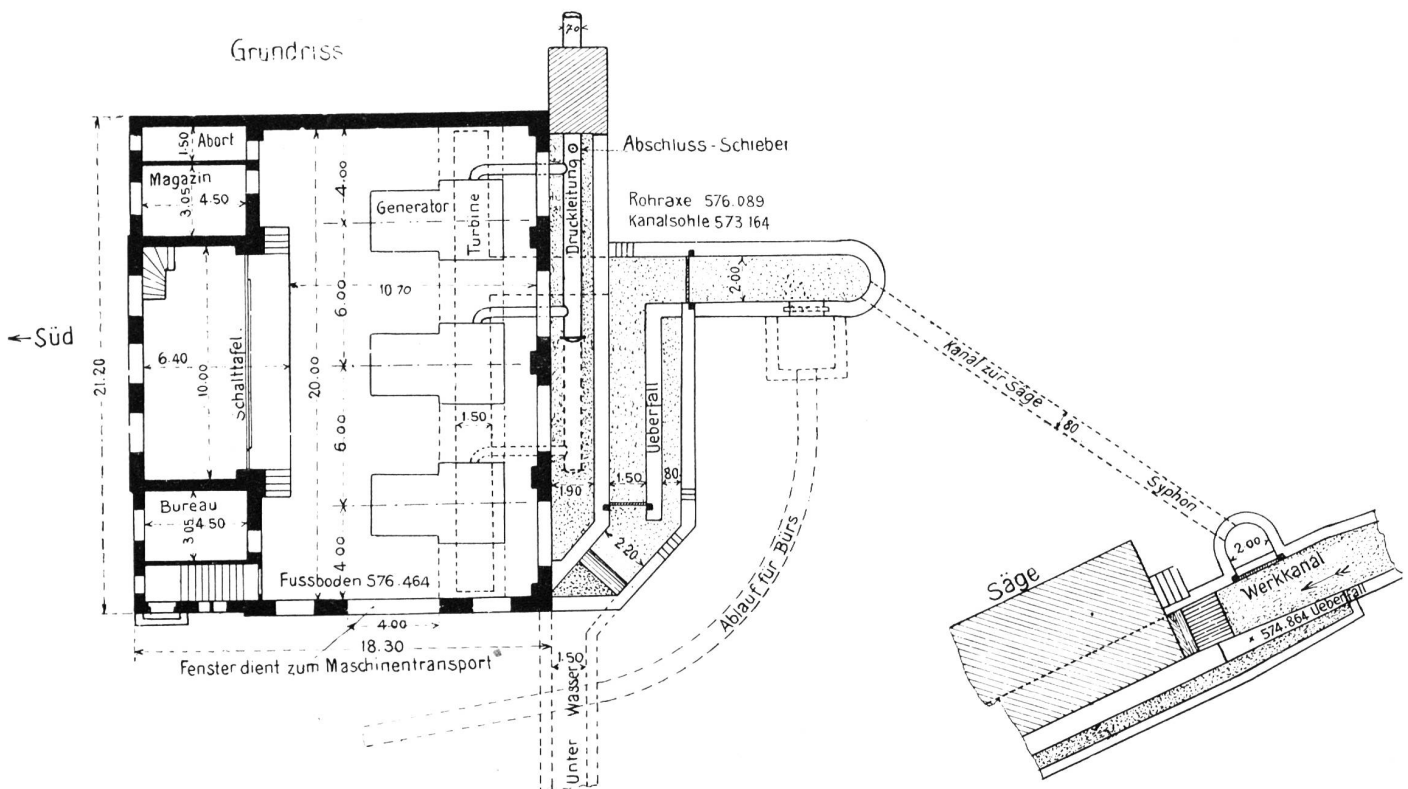 Grundriss
70
Abort
1.50
Magazin
4.50
3.05
4.00
Generator
Turbine
Druckleitung
Abschluss-Schieber
Rohraxe 576.089
Kanalsohle 573 164
2.00
10.70
6.00
← Süd
21.20
6.40
10.00
Schalttafel.
20.00
6.00
1.50
Ueberfall
Kanal zur Säge
80
Syphon
Bureau
4.50
3.05
1.90
1.50
80
2.20
4.00
Fussboden 576.464
2.00
Säge
Werkkanal
574.864 Ueberfall
Ablauf für Bürs
4.00
18.30
Fenster dient zum Maschinentransport
1.50
Unter Wasser